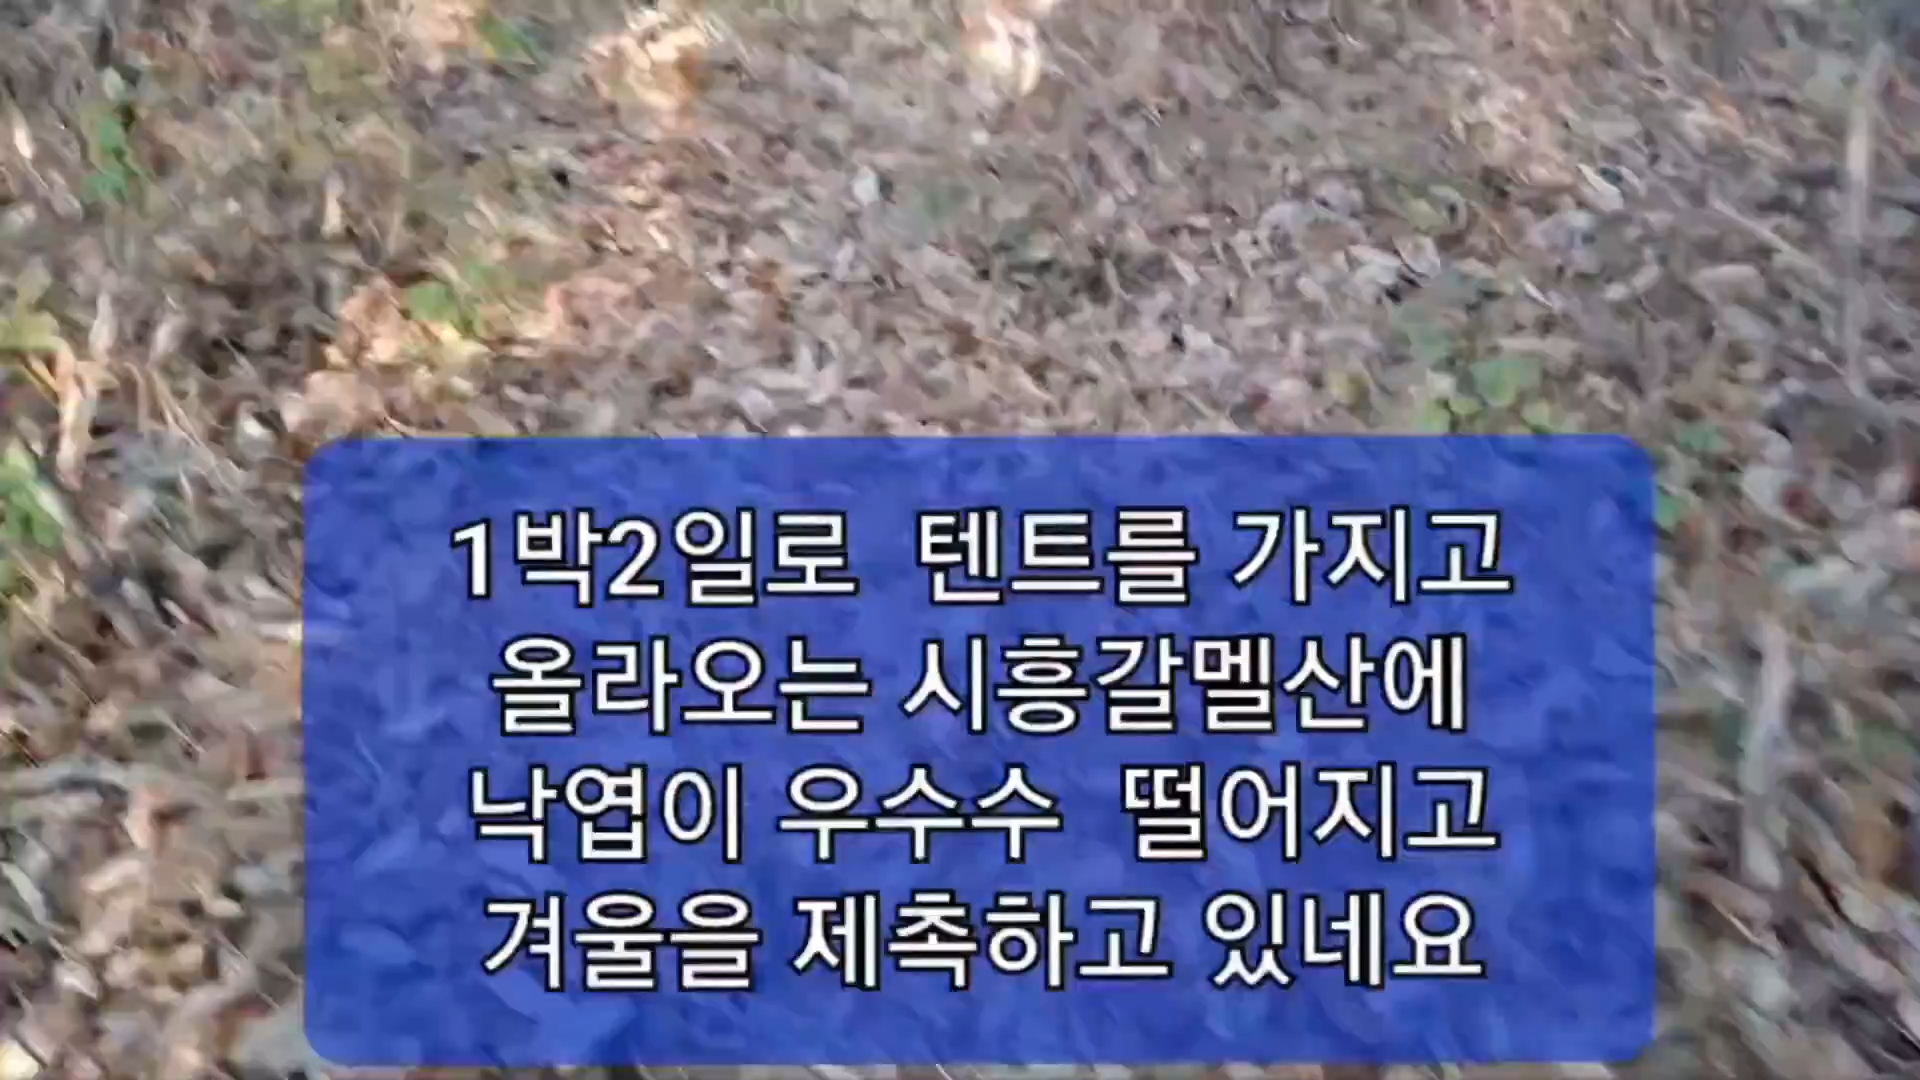 1박2일로 텐트를 가지고
올라오는 시흥갈멜산에
낙엽이 우수수 떨어지고
겨울을 제촉하고 있네요